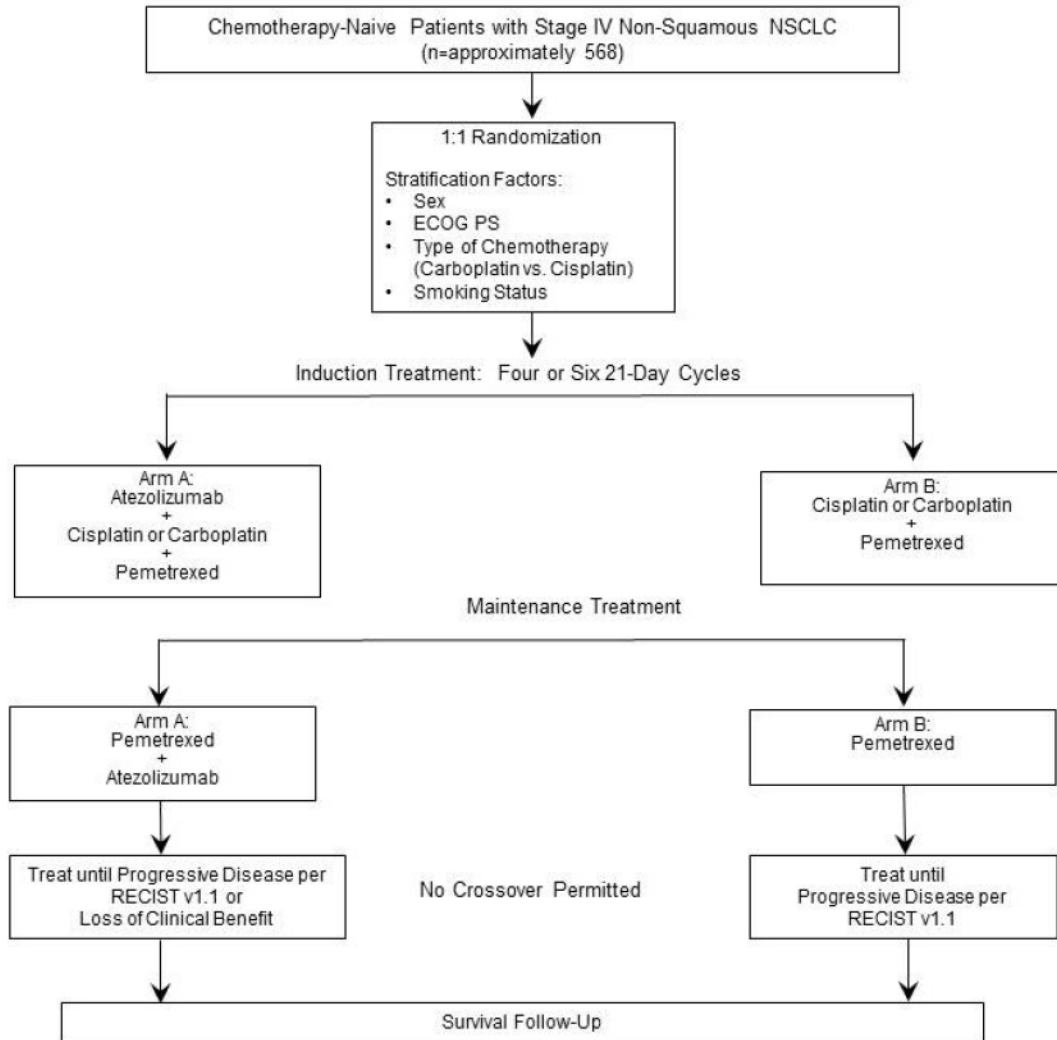 Chemotherapy-Naive Patients with Stage IV Non-Squamous NSCLC
(n=approximately 568)
1:1 Randomization
Stratification Factors:
• Sex
• ECOG PS
• Type of Chemotherapy
(Carboplatin vs. Cisplatin)
• Smoking Status
Induction Treatment: Four or Six 21-Day Cycles
Arm A:
Atezolizumab
+
Cisplatin or Carboplatin
+
Pemetrexed
Arm B:
Cisplatin or Carboplatin
+
Pemetrexed
Maintenance Treatment
Arm A:
Pemetrexed
+
Atezolizumab
Arm B:
Pemetrexed
Treat until Progressive Disease per
RECIST v1.1 or
Loss of Clinical Benefit
No Crossover Permitted
Treat until
Progressive Disease per
RECIST v1.1
Survival Follow-Up